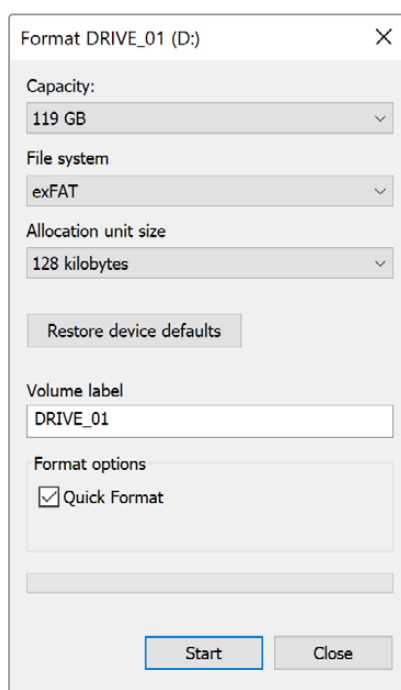 Format DRIVE_01 (D:)
Capacity:
119 GB
File system
exFAT
Allocation unit size
128 kilobytes
Restore device defaults
Volume label
DRIVE_01
Format options
Quick Format
Start Close